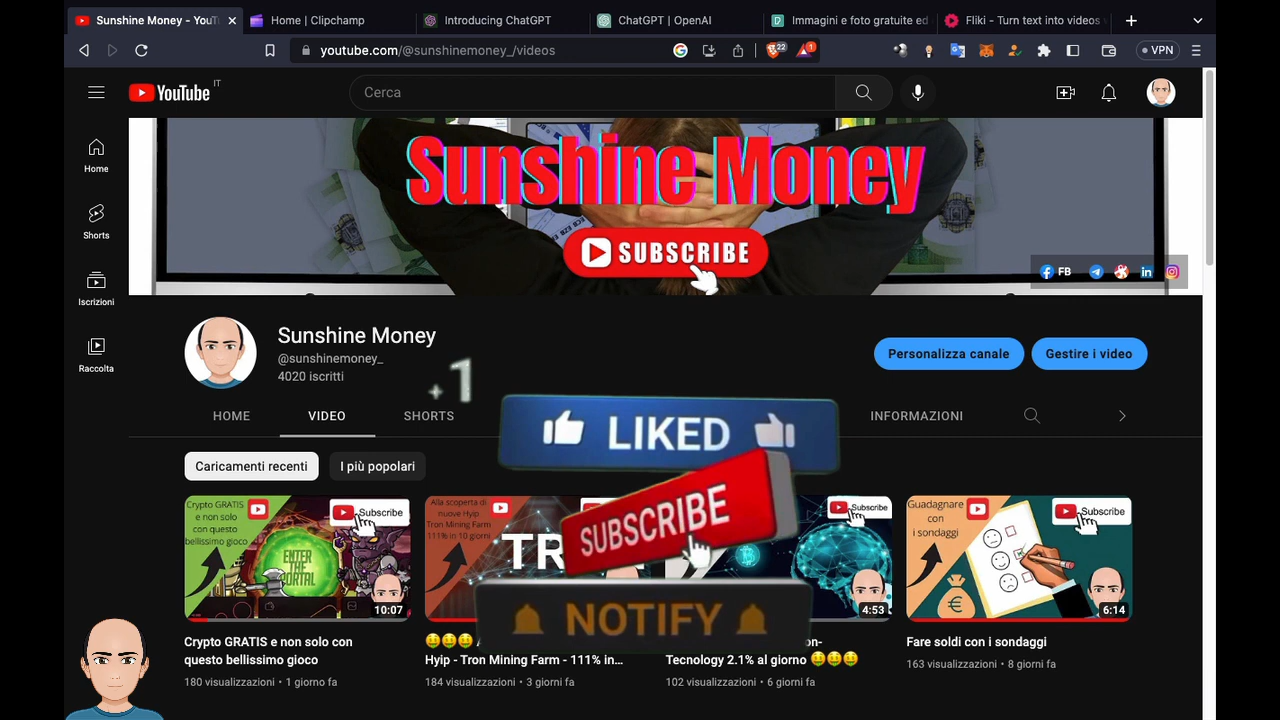 Sunshine Money - YouT
Home | Clipchamp
Introducing ChatGPT
ChatGPT | OpenAI
Immagini e foto gratuite ed
Fliki - Turn text into videos
youtube.com/@sunshinemoney_/videos
22
1
VPN
YouTube
IT
Cerca
Home
Shorts
Iscrizioni
Raccolta
Sunshine Money
SUBSCRIBE
FB
Sunshine Money
@sunshinemoney_
4020 iscritti
Personalizza canale
Gestire i video
+1
HOME
VIDEO
SHORTS
INFORMAZIONI
LIKED
SUBSCRIBE
NOTIFY
Caricamenti recenti
I più popolari
Crypto GRATIS
e non solo
con questo
bellissimo gioco
Subscribe
ENTER
THE
PORTAL
10:07
Alla scoperta di
nuove Hyip
Tron Mining Farm
111% in 10 giorni
TR
Subscribe
4:53
Guadagnare
con
i sondaggi
Subscribe
6:14
Crypto GRATIS e non solo con
questo bellissimo gioco
180 visualizzazioni • 1 giorno fa
Hyip - Tron Mining Farm - 111% in...
184 visualizzazioni • 3 giorni fa
Tecnology 2.1% al giorno
102 visualizzazioni • 6 giorni fa
Fare soldi con i sondaggi
163 visualizzazioni • 8 giorni fa